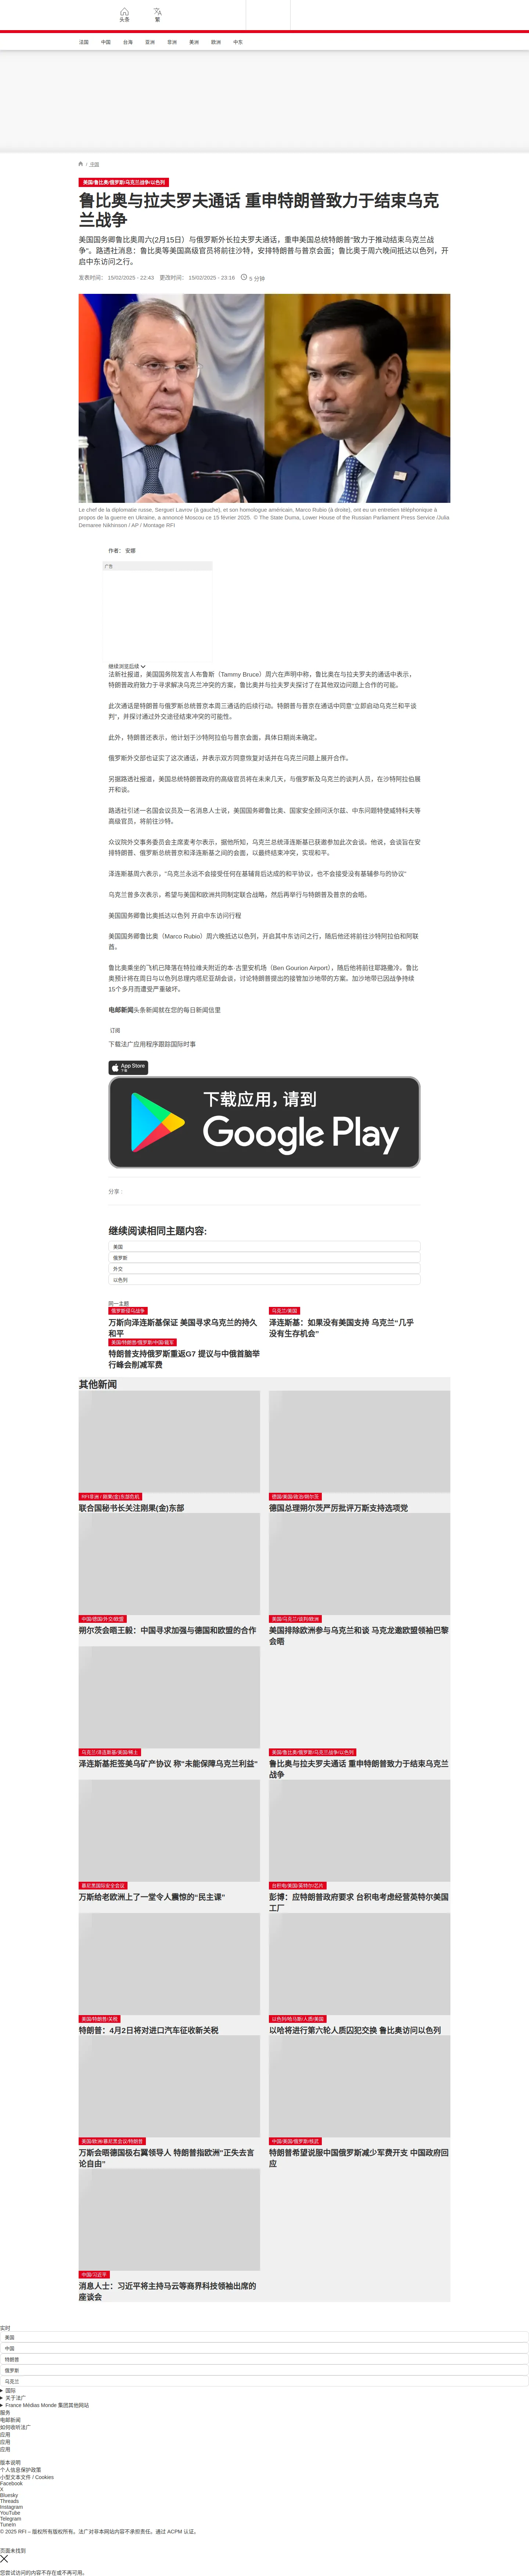 头条
繁
法国
中国
台海
亚洲
非洲
美洲
欧洲
中东
/ 中国
美国/鲁比奥/俄罗斯/乌克兰战争/以色列
鲁比奥与拉夫罗夫通话 重申特朗普致力于结束乌克
兰战争
美国国务卿鲁比奥周六(2月15日）与俄罗斯外长拉夫罗夫通话，重申美国总统特朗普"致力于推动结束乌克兰战
争"。路透社消息：鲁比奥等美国高级官员将前往沙特，安排特朗普与普京会面；鲁比奥于周六晚间抵达以色列，开
启中东访问之行。
发表时间： 15/02/2025 - 22:43 更改时间： 15/02/2025 - 23:16 5 分钟
Le chef de la diplomatie russe, Sergueï Lavrov (à gauche), et son homologue américain, Marco Rubio (à droite), ont eu un entretien téléphonique à
propos de la guerre en Ukraine, a annoncé Moscou ce 15 février 2025. © The State Duma, Lower House of the Russian Parliament Press Service /Julia
Demaree Nikhinson / AP / Montage RFI
作者： 安娜
广告
继续浏览后续
法新社报道，美国国务院发言人布鲁斯（Tammy Bruce）周六在声明中称，鲁比奥在与拉夫罗夫的通话中表示，
特朗普政府致力于寻求解决乌克兰冲突的方案，鲁比奥并与拉夫罗夫探讨了在其他双边问题上合作的可能。
此次通话是特朗普与俄罗斯总统普京本周三通话的后续行动。特朗普与普京在通话中同意"立即启动乌克兰和平谈
判"，并探讨通过外交途径结束冲突的可能性。
此外，特朗普还表示，他计划于沙特阿拉伯与普京会面，具体日期尚未确定。
俄罗斯外交部也证实了这次通话，并表示双方同意恢复对话并在乌克兰问题上展开合作。
另据路透社报道，美国总统特朗普政府的高级官员将在未来几天，与俄罗斯及乌克兰的谈判人员，在沙特阿拉伯展
开和谈。
路透社引述一名国会议员及一名消息人士说，美国国务卿鲁比奥、国家安全顾问沃尔兹、中东问题特使威特科夫等
高级官员，将前往沙特。
众议院外交事务委员会主席麦考尔表示，据他所知，乌克兰总统泽连斯基已获邀参加此次会谈。他说，会谈旨在安
排特朗普、俄罗斯总统普京和泽连斯基之间的会面，以最终结束冲突，实现和平。
泽连斯基周六表示，"乌克兰永远不会接受任何在基辅背后达成的和平协议，也不会接受没有基辅参与的协议"
乌克兰曾多次表示，希望与美国和欧洲共同制定联合战略，然后再举行与特朗普及普京的会晤。
美国国务卿鲁比奥抵达以色列 开启中东访问行程
美国国务卿鲁比奥（Marco Rubio）周六晚抵达以色列，开启其中东访问之行，随后他还将前往沙特阿拉伯和阿联
酋。
鲁比奥乘坐的飞机已降落在特拉维夫附近的本·古里安机场（Ben Gourion Airport），随后他将前往耶路撒冷。鲁比
奥预计将在周日与以色列总理内塔尼亚胡会谈，讨论特朗普提出的接管加沙地带的方案。加沙地带已因战争持续
15个多月而遭受严重破坏。
电邮新闻头条新闻就在您的每日新闻信里
订阅
下载法广应用程序跟踪国际时事
App Store
下载
下载应用，请到
Google Play
分享 :
继续阅读相同主题内容:
美国
俄罗斯
外交
以色列
同一主题
俄罗斯侵乌战争
万斯向泽连斯基保证 美国寻求乌克兰的持久
和平
乌克兰/美国
泽连斯基：如果没有美国支持 乌克兰"几乎
没有生存机会"
美国/特朗普/俄罗斯/中国/裁军
特朗普支持俄罗斯重返G7 提议与中俄首脑举
行峰会削减军费
其他新闻
RFI非洲 / 刚果(金)东部危机
联合国秘书长关注刚果(金)东部
德国/美国/政治/朔尔茨
德国总理朔尔茨严厉批评万斯支持选项党
中国/德国/外交/欧盟
朔尔茨会晤王毅：中国寻求加强与德国和欧盟的合作
美国/乌克兰/谈判/欧洲
美国排除欧洲参与乌克兰和谈 马克龙邀欧盟领袖巴黎
会晤
乌克兰/泽连斯基/美国/稀土
泽连斯基拒签美乌矿产协议 称"未能保障乌克兰利益"
美国/鲁比奥/俄罗斯/乌克兰战争/以色列
鲁比奥与拉夫罗夫通话 重申特朗普致力于结束乌克兰
战争
慕尼黑国际安全会议
万斯给老欧洲上了一堂令人震惊的"民主课"
台积电/美国/英特尔/芯片
彭博：应特朗普政府要求 台积电考虑经营英特尔美国
工厂
美国/特朗普/关税
特朗普：4月2日将对进口汽车征收新关税
以色列/哈马斯/人质/美国
以哈将进行第六轮人质囚犯交换 鲁比奥访问以色列
美国/欧洲/慕尼黑会议/特朗普
万斯会晤德国极右翼领导人 特朗普指欧洲"正失去言
论自由"
中国/美国/俄罗斯/核武
特朗普希望说服中国俄罗斯减少军费开支 中国政府回
应
中国/习近平
消息人士：习近平将主持马云等商界科技领袖出席的
座谈会
实时
美国
中国
特朗普
俄罗斯
乌克兰
国际
关于法广
France Médias Monde 集团其他网站
服务
电邮新闻
如何收听法广
应用
应用
应用
版本说明
个人信息保护政策
小型文本文件 / Cookies
Facebook
X
Bluesky
Threads
Instagram
YouTube
Telegram
TuneIn
© 2025 RFI – 版权所有版权所有。法广对非本网站内容不承担责任。通过 ACPM 认证。
页面未找到
您尝试访问的内容不存在或不再可用。